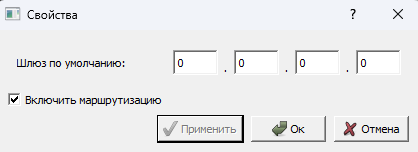 Свойства
?
Шлюз по умолчанию: 0 . 0 . 0 . 0
Включить маршрутизацию
Применить Ок Отмена